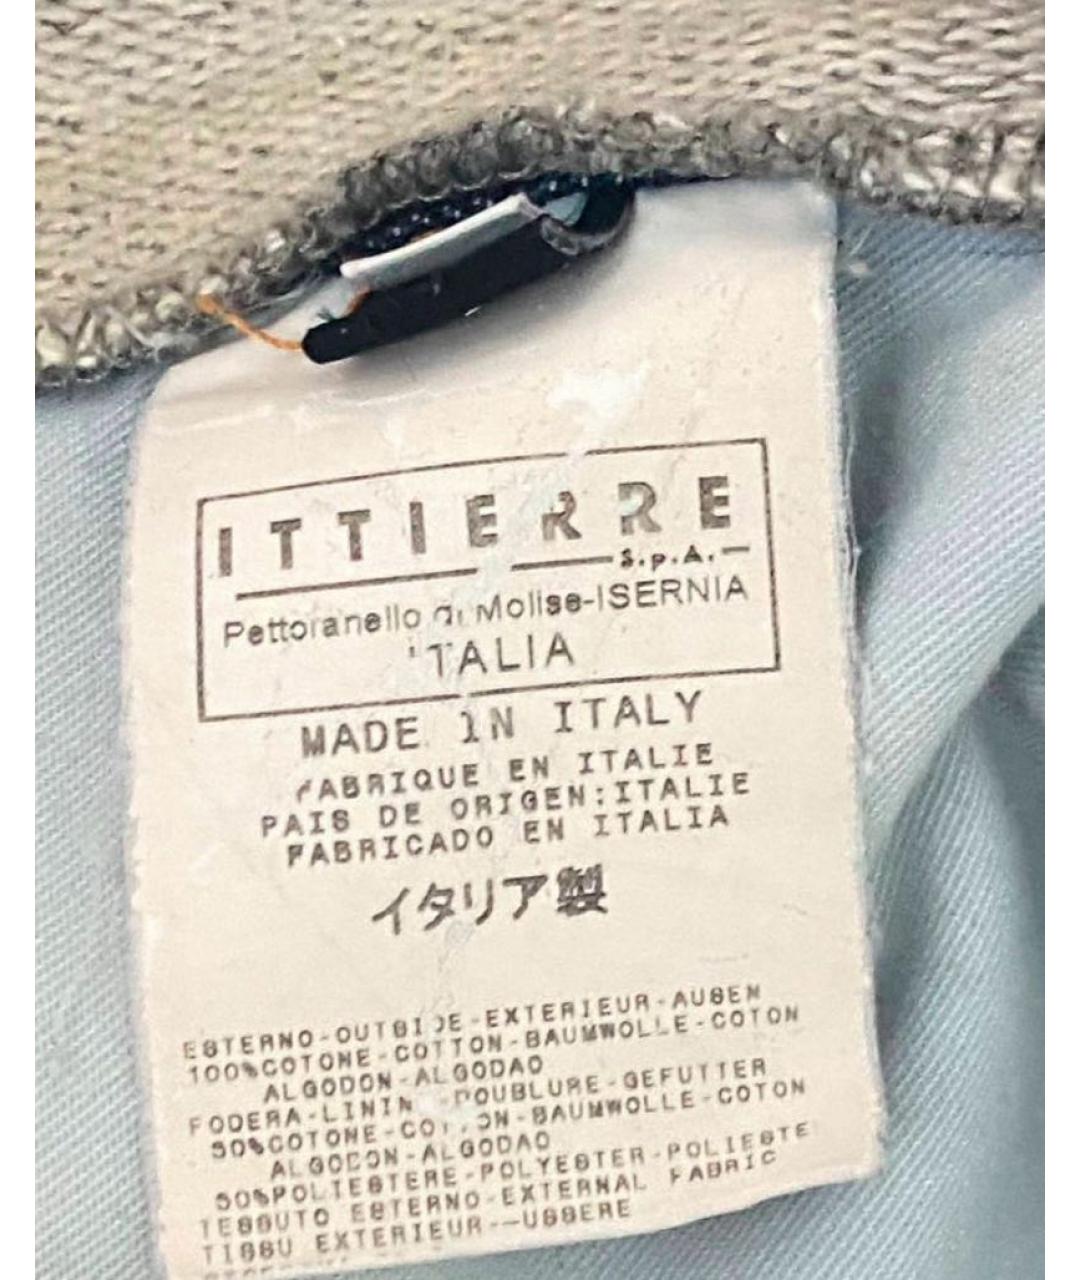 ITTIERRE
S.p.A.
Pettoranello di Molise-ISERNIA
ITALIA
MADE IN ITALY
FABRIQUE EN ITALIE
PAIS DE ORIGEN:ITALIE
FABRICADO EN ITALIA
イタリア製
ESTERNO-OUTSIDE-EXTERIEUR-AUSEN
100%COTONE-COTTON-BAUMWOLLE-COTON
ALGODON-ALGODAO
FODERA-LINING-DOUBLURE-GEFUTTER
50%COTONE-COTTON-BAUMWOLLE-COTON
ALGODON-ALGODAO
50%POLIESTERE-POLYESTER-POLIESTE
TESSUTO ESTERNO-EXTERNAL FABRIC
TISSU EXTERIEUR--USSERE